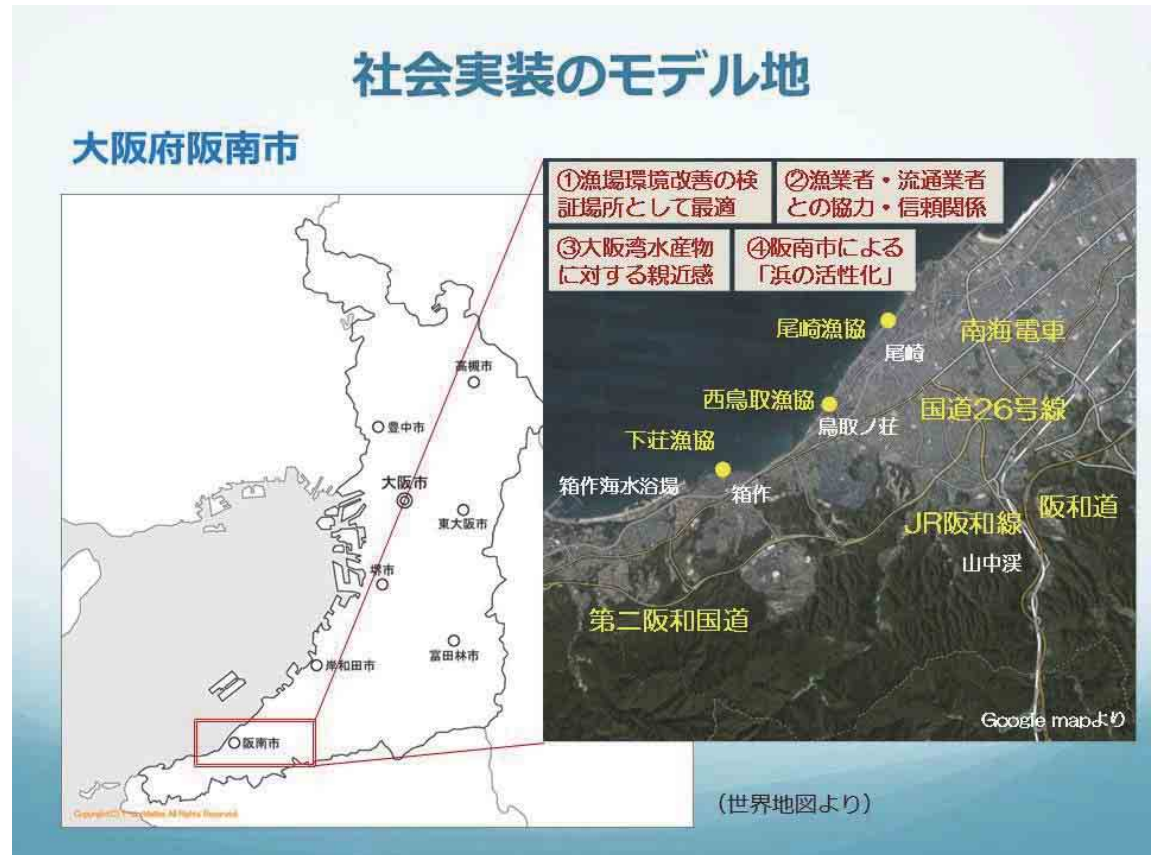 社会実装のモデル地
大阪府阪南市
①漁場環境改善の検
証場所として最適
②漁業者・流通業者
との協力・信頼関係
③大阪湾水産物
に対する親近感
④阪南市による
「浜の活性化」
尾崎漁協
尾崎
南海電車
西鳥取漁協
鳥取ノ荘
国道26号線
下荘漁協
箱作海水浴場
箱作
JR阪和線
阪和道
山中渓
第二阪和国道
Google mapより
高槻市
豊中市
大阪市
東大阪市
堺市
富田林市
岸和田市
阪南市
All Rights Reserved.
(世界地図より)